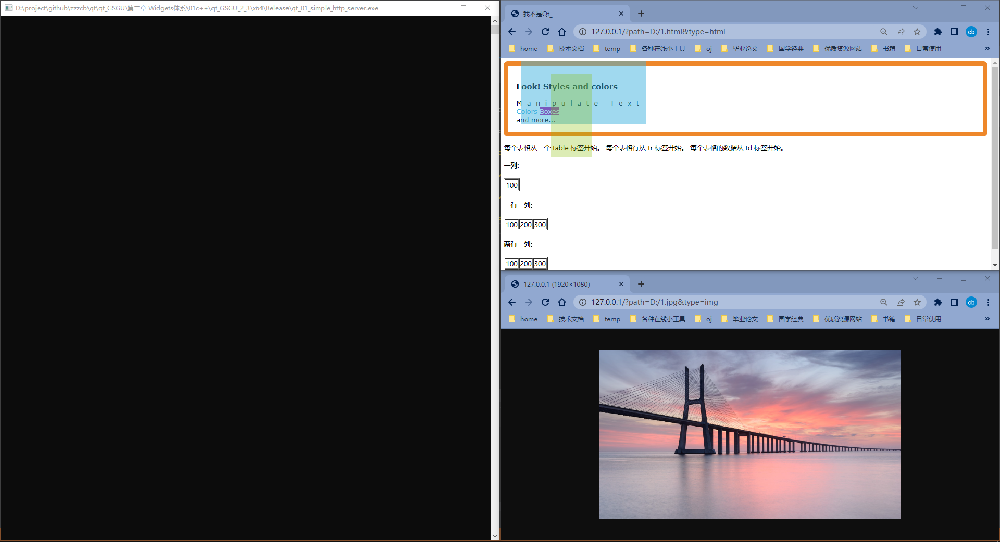 D:\project\github\zzzcb\qt\qt_GSGU\第二章 Widgets体系\01c++\qt_GSGU_2_3\x64\Release\qt_01_simple_http_server.exe
我不是Qt_
127.0.0.1/?path=D:/1.html&type=html
cb
home 技术文档 temp 各种在线小工具 oj 毕业论文 国学经典 优质资源网站 书籍 日常使用 »
Look! Styles and colors
M a n i p u l a t e  T e x t
Colors Boxes
and more...
每个表格从一个 table 标签开始。 每个表格行从 tr 标签开始。 每个表格的数据从 td 标签开始。
一列:
100
一行三列:
100 200 300
两行三列:
100 200 300
127.0.0.1 (1920×1080)
127.0.0.1/?path=D:/1.jpg&type=img
cb
home 技术文档 temp 各种在线小工具 oj 毕业论文 国学经典 优质资源网站 书籍 日常使用 »